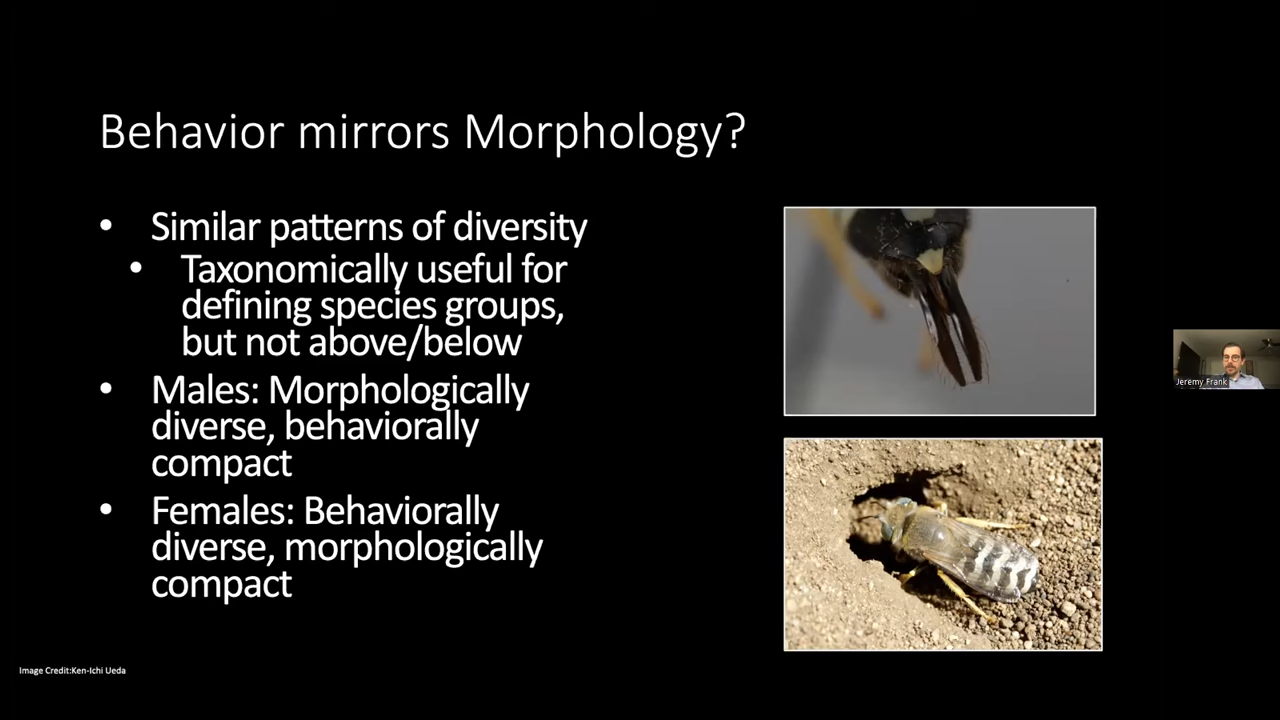 Behavior mirrors Morphology?
• Similar patterns of diversity
• Taxonomically useful for
defining species groups,
but not above/below
• Males: Morphologically
diverse, behaviorally
compact
• Females: Behaviorally
diverse, morphologically
compact
Jeremy Frank
Image Credit:Ken-Ichi Ueda